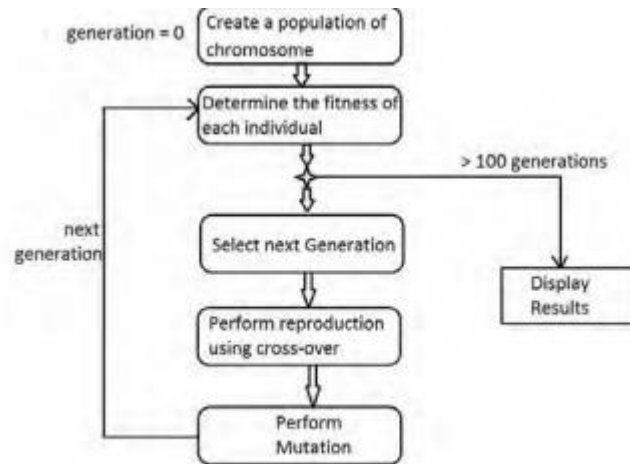 generation = 0
Create a population of
chromosome
Determine the fitness of
each individual
> 100 generations
next
generation
Select next Generation
Display
Results
Perform reproduction
using cross-over
Perform
Mutation